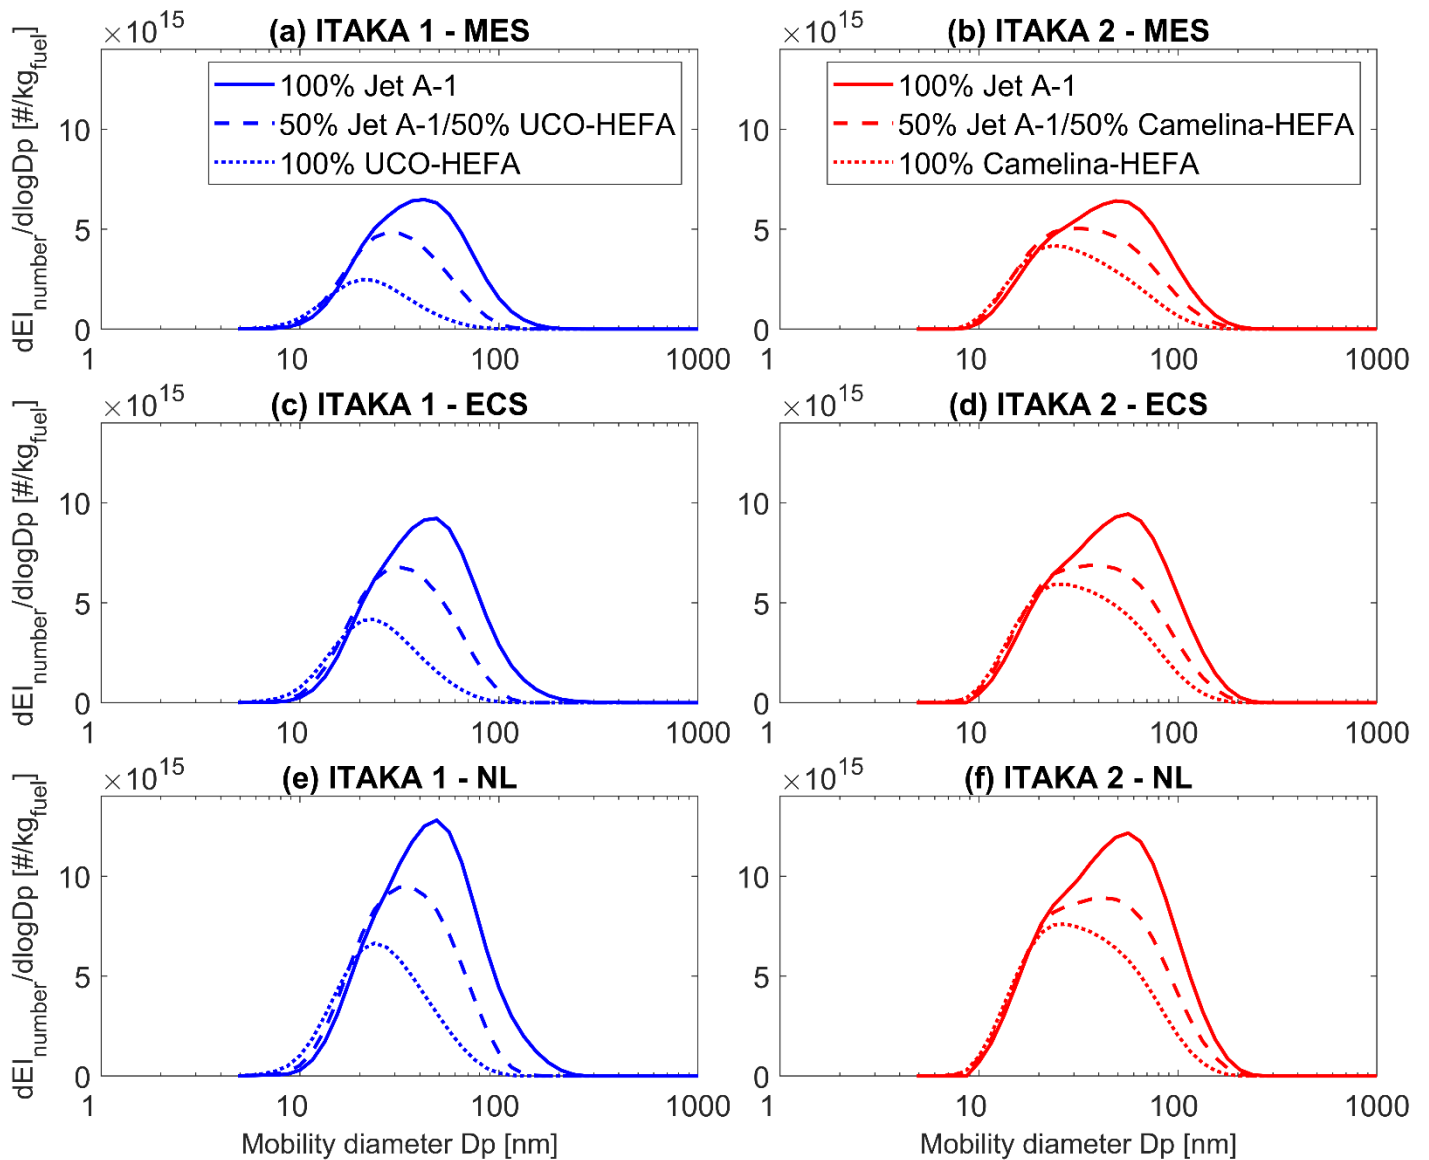 ×10^15
(a) ITAKA 1 - MES
dEI_number/dlogDp [#/kg_fuel]
10
5
0
1
10
100
1000
100% Jet A-1
50% Jet A-1/50% UCO-HEFA
100% UCO-HEFA
×10^15
(b) ITAKA 2 - MES
10
5
0
1
10
100
1000
100% Jet A-1
50% Jet A-1/50% Camelina-HEFA
100% Camelina-HEFA
×10^15
(c) ITAKA 1 - ECS
dEI_number/dlogDp [#/kg_fuel]
10
5
0
1
10
100
1000
×10^15
(d) ITAKA 2 - ECS
10
5
0
1
10
100
1000
×10^15
(e) ITAKA 1 - NL
dEI_number/dlogDp [#/kg_fuel]
10
5
0
1
10
100
1000
Mobility diameter Dp [nm]
×10^15
(f) ITAKA 2 - NL
10
5
0
1
10
100
1000
Mobility diameter Dp [nm]